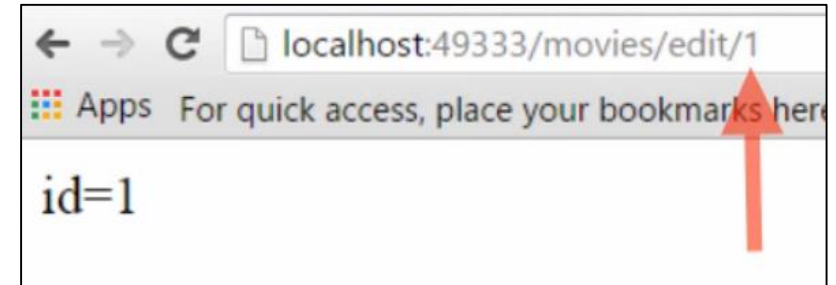 localhost:49333/movies/edit/1
Apps For quick access, place your bookmarks here
id=1